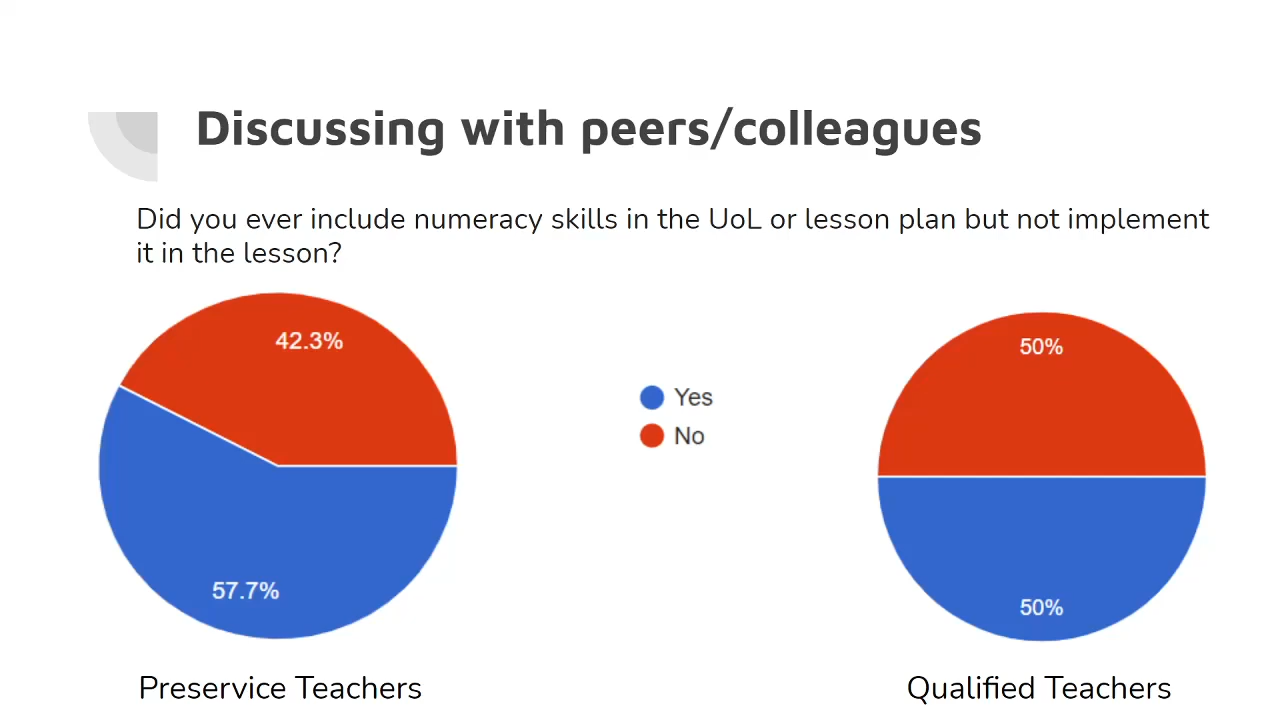 Discussing with peers/colleagues
Did you ever include numeracy skills in the UoL or lesson plan but not implement
it in the lesson?
42.3%
57.7%
Preservice Teachers
Yes
No
50%
50%
Qualified Teachers